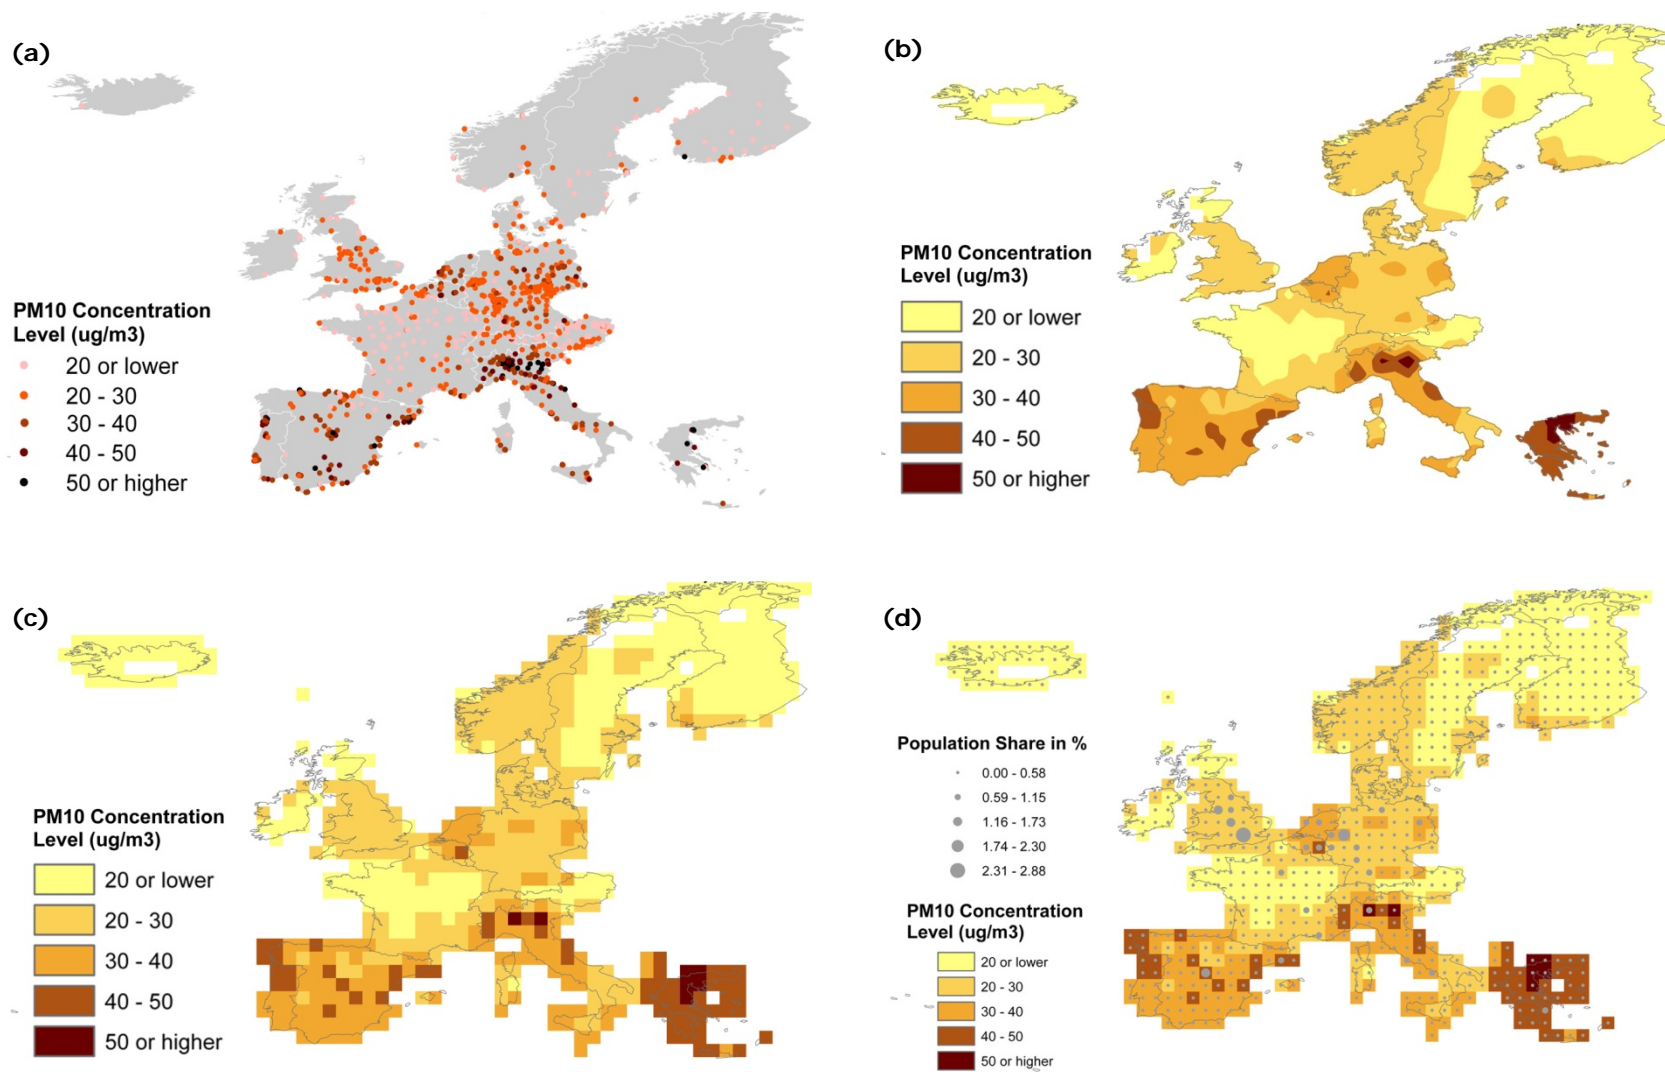 (a)
PM10 Concentration
Level (ug/m3)
20 or lower
20 - 30
30 - 40
40 - 50
50 or higher
(b)
PM10 Concentration
Level (ug/m3)
20 or lower
20 - 30
30 - 40
40 - 50
50 or higher
(c)
PM10 Concentration
Level (ug/m3)
20 or lower
20 - 30
30 - 40
40 - 50
50 or higher
(d)
Population Share in %
0.00 - 0.58
0.59 - 1.15
1.16 - 1.73
1.74 - 2.30
2.31 - 2.88
PM10 Concentration
Level (ug/m3)
20 or lower
20 - 30
30 - 40
40 - 50
50 or higher